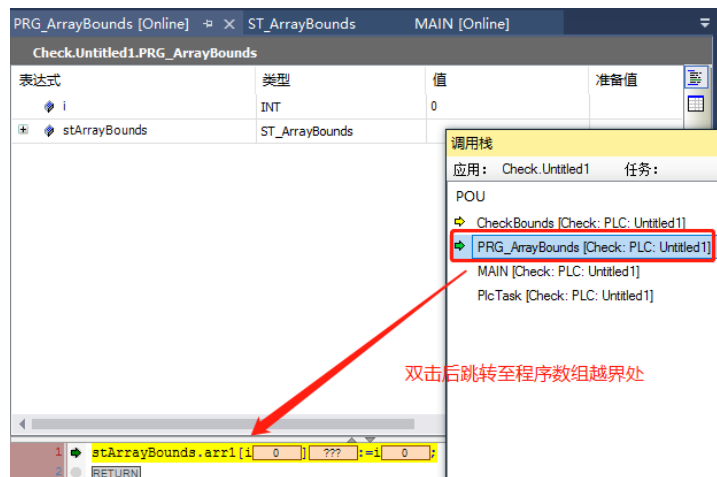 PRG_ArrayBounds [Online] ST_ArrayBounds MAIN [Online]
Check.Untitled1.PRG_ArrayBounds
表达式 类型 值 准备值
i INT 0
stArrayBounds ST_ArrayBounds
调用栈
应用: Check.Untitled1 任务:
POU
CheckBounds [Check: PLC: Untitled1]
PRG_ArrayBounds [Check: PLC: Untitled1]
MAIN [Check: PLC: Untitled1]
PlcTask [Check: PLC: Untitled1]
双击后跳转至程序数组越界处
1 stArrayBounds.arr1[i 0 ] ??? :=i 0 ;
2 RETURN